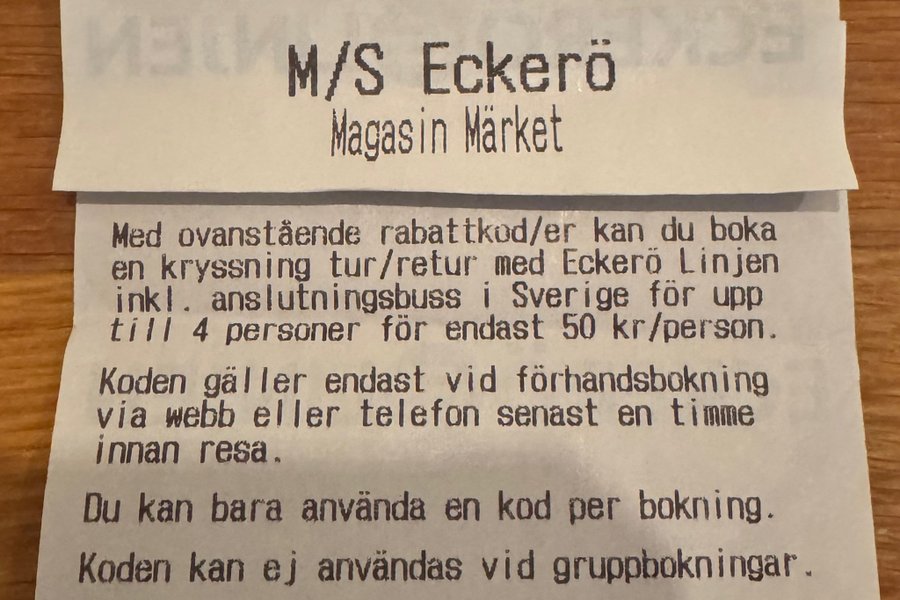 M/S Eckerö
Magasin Märket
Med ovanstående rabattkod/er kan du boka
en kryssning tur/retur med Eckerö Linjen
inkl. anslutningsbuss i Sverige för upp
till 4 personer för endast 50 kr/person.
Koden gäller endast vid förhandsbokning
via webb eller telefon senast en timme
innan resa.
Du kan bara använda en kod per bokning.
Koden kan ej användas vid gruppbokningar.